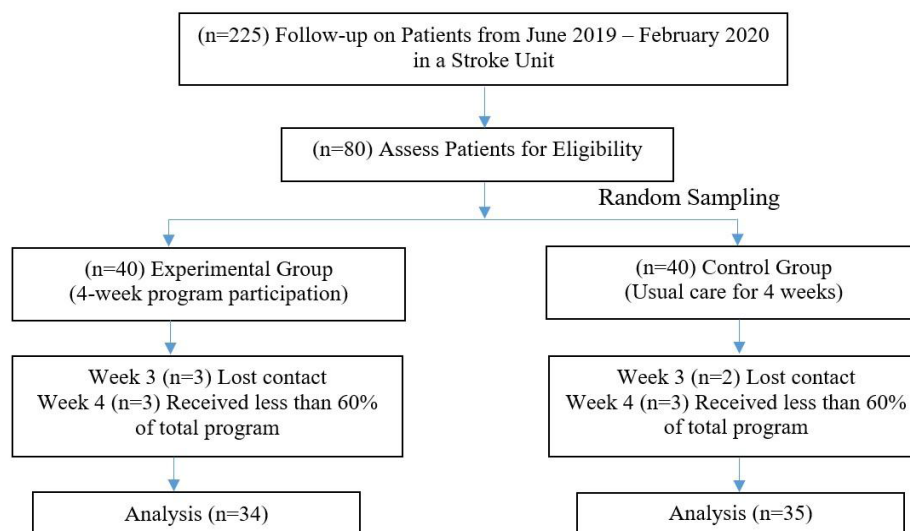 (n=225) Follow-up on Patients from June 2019 – February 2020
in a Stroke Unit
(n=80) Assess Patients for Eligibility
Random Sampling
(n=40) Experimental Group
(4-week program participation)
(n=40) Control Group
(Usual care for 4 weeks)
Week 3 (n=3) Lost contact
Week 4 (n=3) Received less than 60%
of total program
Week 3 (n=2) Lost contact
Week 4 (n=3) Received less than 60%
of total program
Analysis (n=34)
Analysis (n=35)